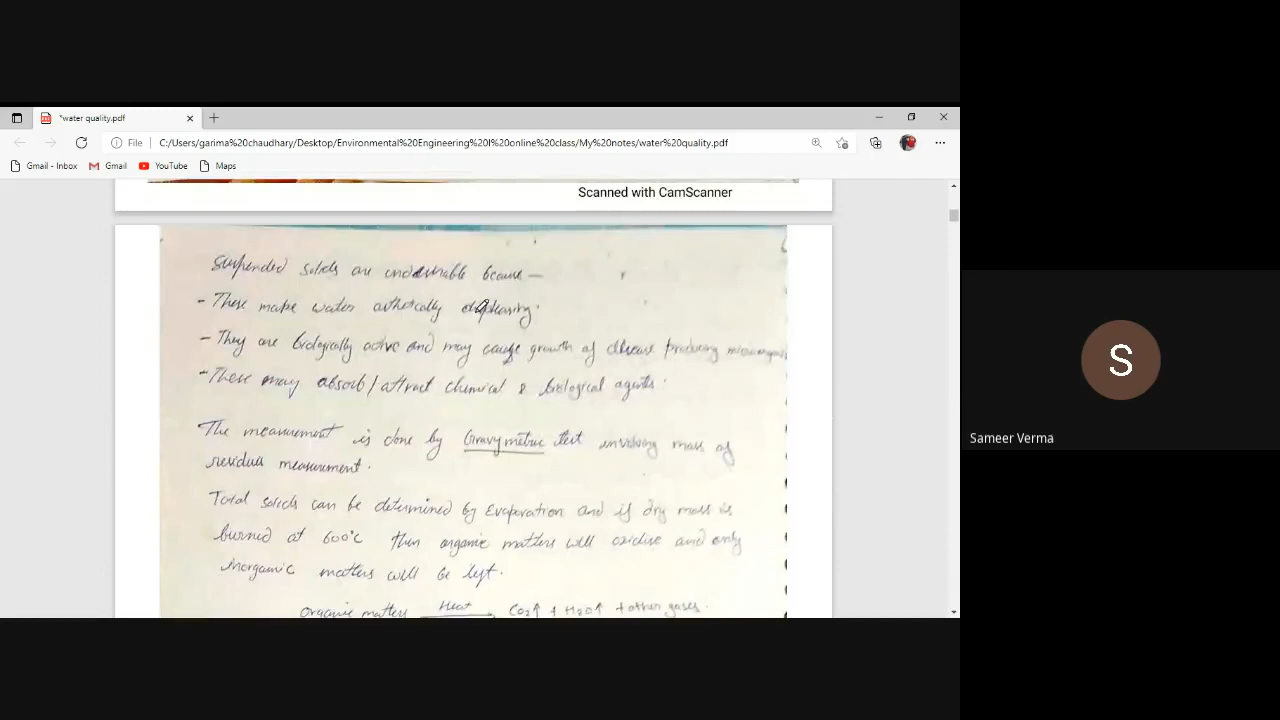 *water quality.pdf
File
C:/Users/garima%20chaudhary/Desktop/Environmental%20Engineering%20I%20online%20class/My%20notes/water%20quality.pdf
Gmail - Inbox Gmail YouTube Maps
Scanned with CamScanner
suspended solids are undesirable because —
- These make water asthetically displeasing.
- They are biologically active and may cause growth of disease producing
- These may absorb/attract chemical & biological agents.
The measurement is done by Gravymetric test involving mass of
residues measurement.
Total solids can be determined by Evaporation and if dry mass is
burned at 600°C then organic matters will oxidise and only
inorganic matters will be left.
organic matters Heat → CO2↑ + H2O↑ + other gases.
S
Sameer Verma